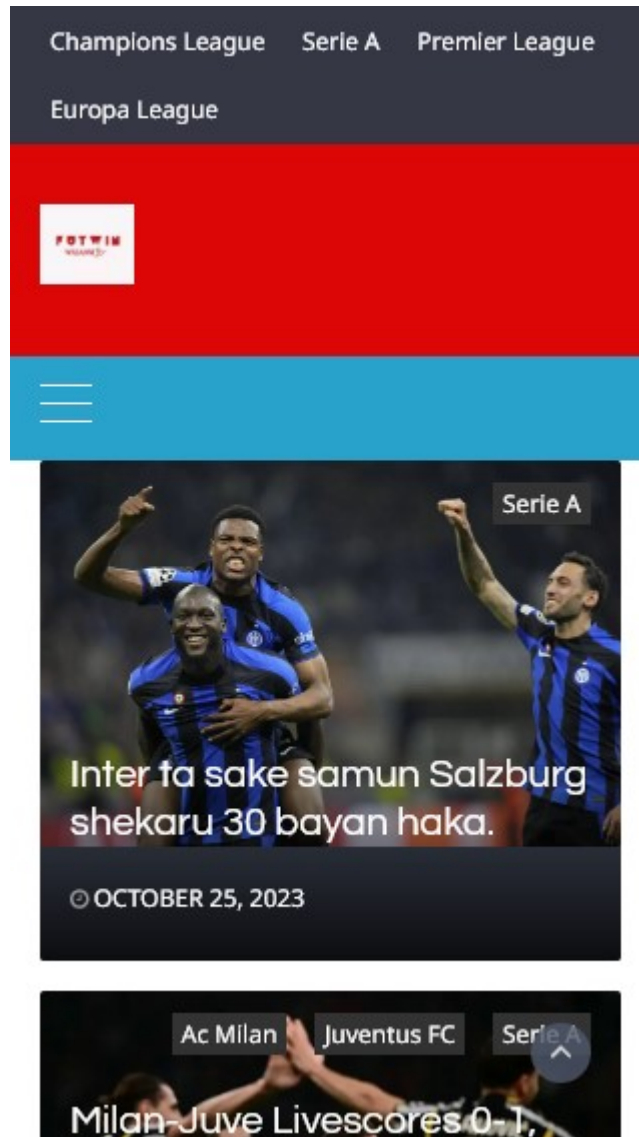 Champions League Serie A Premier League
Europa League
FOTWIN
Serie A
Inter ta sake samun Salzburg
shekaru 30 bayan haka.
OCTOBER 25, 2023
Ac Milan Juventus FC Serie A
Milan-Juve Livescores 0-1,